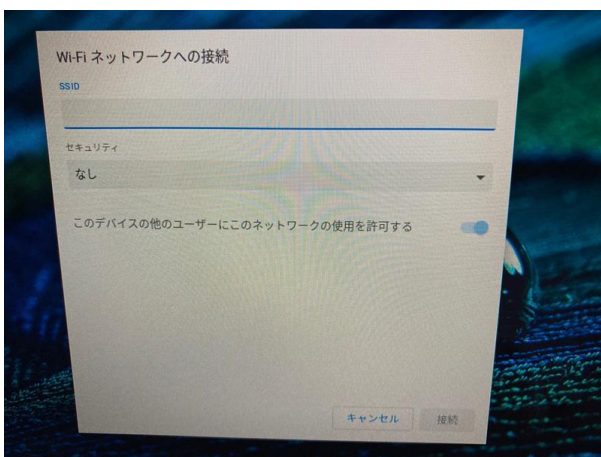 Wi-Fi ネットワークへの接続
SSID
セキュリティ
なし
このデバイスの他のユーザーにこのネットワークの使用を許可する
キャンセル
接続